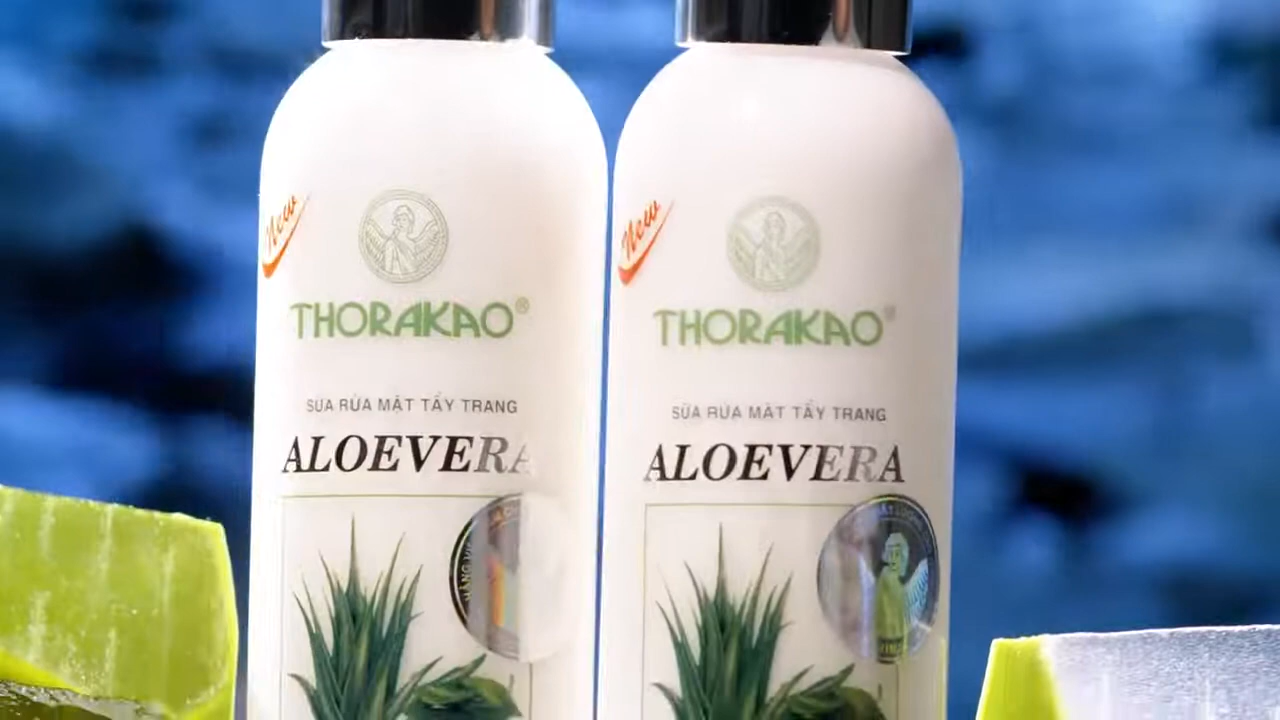 New
THORAKAO®
SỮA RỬA MẶT TẨY TRANG
ALOEVERA
New
THORAKAO®
SỮA RỬA MẶT TẨY TRANG
ALOEVERA